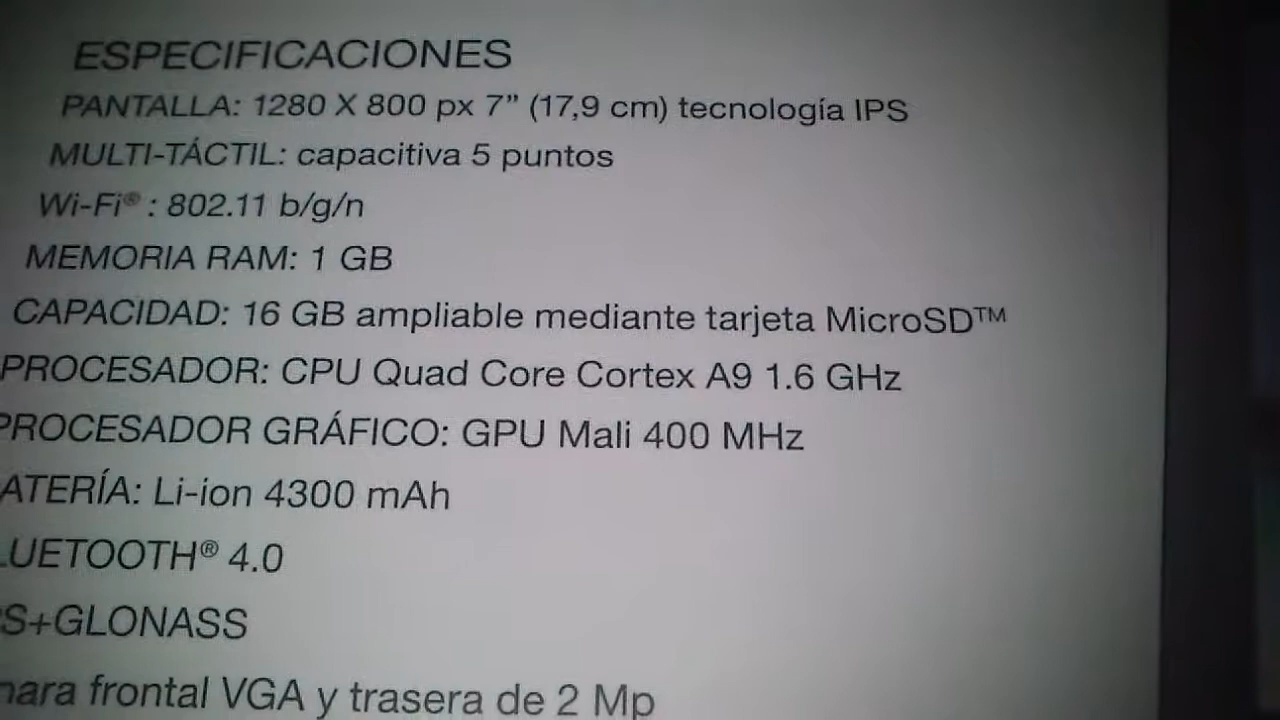 ESPECIFICACIONES
PANTALLA: 1280 X 800 px 7” (17,9 cm) tecnología IPS
MULTI-TÁCTIL: capacitiva 5 puntos
Wi-Fi® : 802.11 b/g/n
MEMORIA RAM: 1 GB
CAPACIDAD: 16 GB ampliable mediante tarjeta MicroSD™
PROCESADOR: CPU Quad Core Cortex A9 1.6 GHz
PROCESADOR GRÁFICO: GPU Mali 400 MHz
ATERÍA: Li-ion 4300 mAh
LUETOOTH® 4.0
S+GLONASS
mara frontal VGA y trasera de 2 Mp